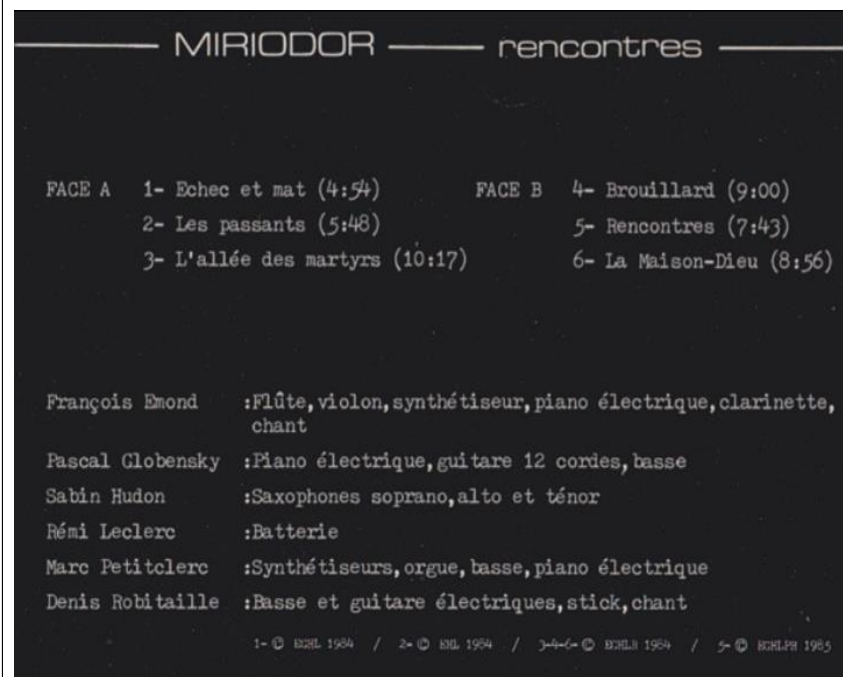 MIRIODOR rencontres
FACE A 1- Echec et mat (4:54)
2- Les passants (5:48)
3- L'allée des martyrs (10:17)
FACE B 4- Brouillard (9:00)
5- Rencontres (7:43)
6- La Maison-Dieu (8:56)
François Emond :Flûte,violon,synthétiseur,piano électrique,clarinette,
chant
Pascal Globensky :Piano électrique,guitare 12 cordes,basse
Sabin Hudon :Saxophones soprano,alto et ténor
Rémi Leclerc :Batterie
Marc Petitclerc :Synthétiseurs,orgue,basse,piano électrique
Denis Robitaille :Basse et guitare électriques,stick,chant
1- © 1984 / 2- © 1984 / 3-4-6- © 1984 / 5- © 1985